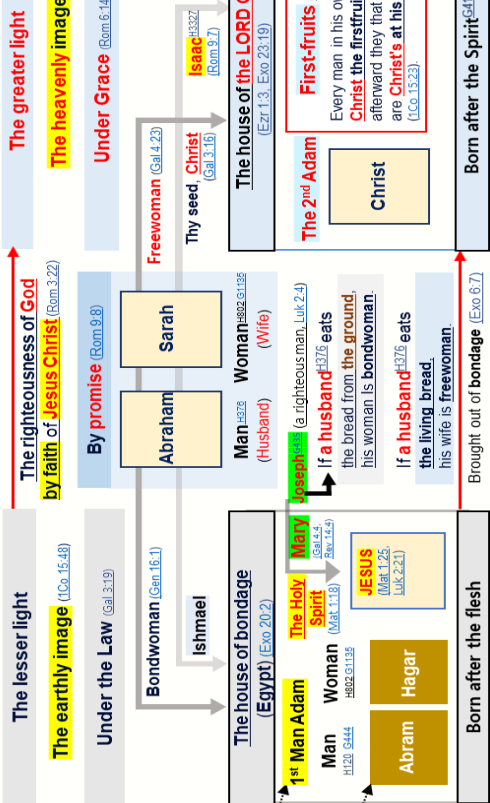 The lesser light
The earthly image (1Co 15:48)
Under the Law (Gal 3:19)
Bondwoman (Gen 16:1)
Ishmael
The house of bondage
(Egypt) (Exo 20:2)
1st Man Adam
Man
H120 G444
Woman
H802 G1135
Abram
Hagar
The Holy
Spirit
(Mat 1:18)
Mary
(Gal 4:4,
Rev 14:4)
JESUS
(Mat 1:25,
Luk 2:21)
Born after the flesh
The righteousness of God
by faith of Jesus Christ (Rom 3:22)
By promise (Rom 9:8)
Abraham
Sarah
Man H376
(Husband)
Woman H802 G1135
(Wife)
Joseph G435 (a righteous man, Luk 2:4)
If a husband H376 eats
the bread from the ground,
his woman Is bondwoman.
If a husband H376 eats
the living bread,
his wife is freewoman.
Brought out of bondage (Exo 6:7)
The greater light
The heavenly image
Under Grace (Rom 6:14
Freewoman (Gal 4:23)
Isaac H3327
(Rom 9:7)
Thy seed, Christ
(Gal 3:16)
The house of the LORD
(Ezr 1:3, Exo 23:19)
The 2nd Adam
Christ
First-fruits
Every man in his ow
Christ the firstfrui
afterward they that
are Christ's at his
(1Co 15:23).
Born after the Spirit G41